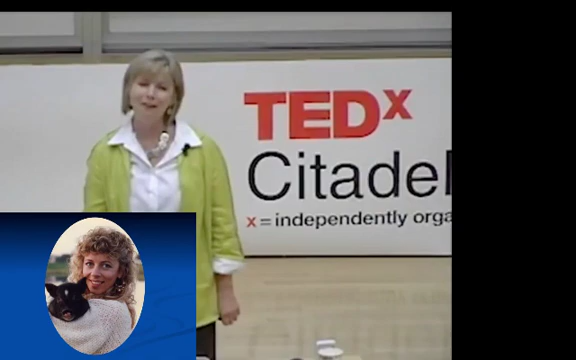 TEDx
Citadel
x = independently orga